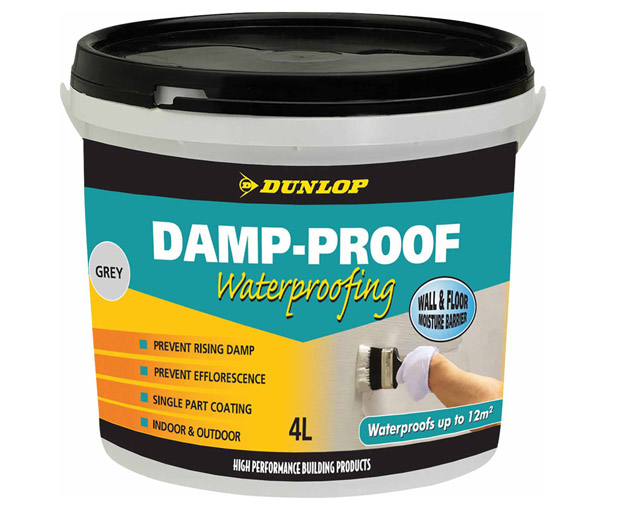 DUNLOP
DAMP-PROOF
Waterproofing
GREY
WALL & FLOOR
MOISTURE BARRIER
PREVENT RISING DAMP
PREVENT EFFLORESCENCE
SINGLE PART COATING
INDOOR & OUTDOOR
4L
Waterproofs up to 12m²
HIGH PERFORMANCE BUILDING PRODUCTS